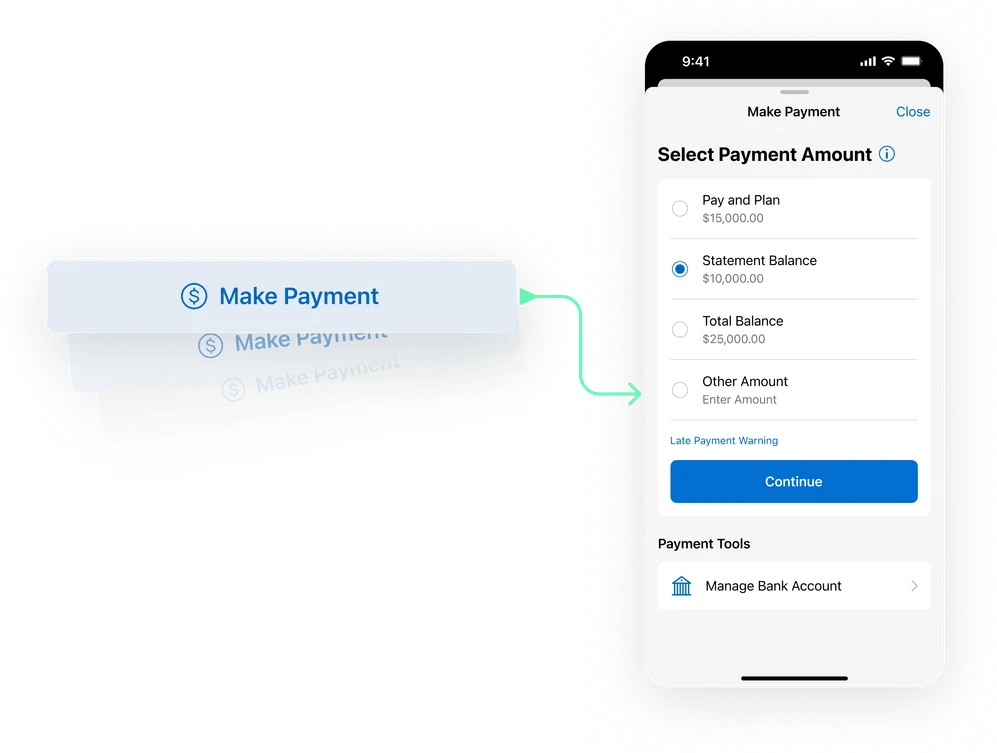 Make Payment
Make Payment
Make Payment
9:41
Make Payment
Close
Select Payment Amount
Pay and Plan
$15,000.00
Statement Balance
$10,000.00
Total Balance
$25,000.00
Other Amount
Enter Amount
Late Payment Warning
Continue
Payment Tools
Manage Bank Account